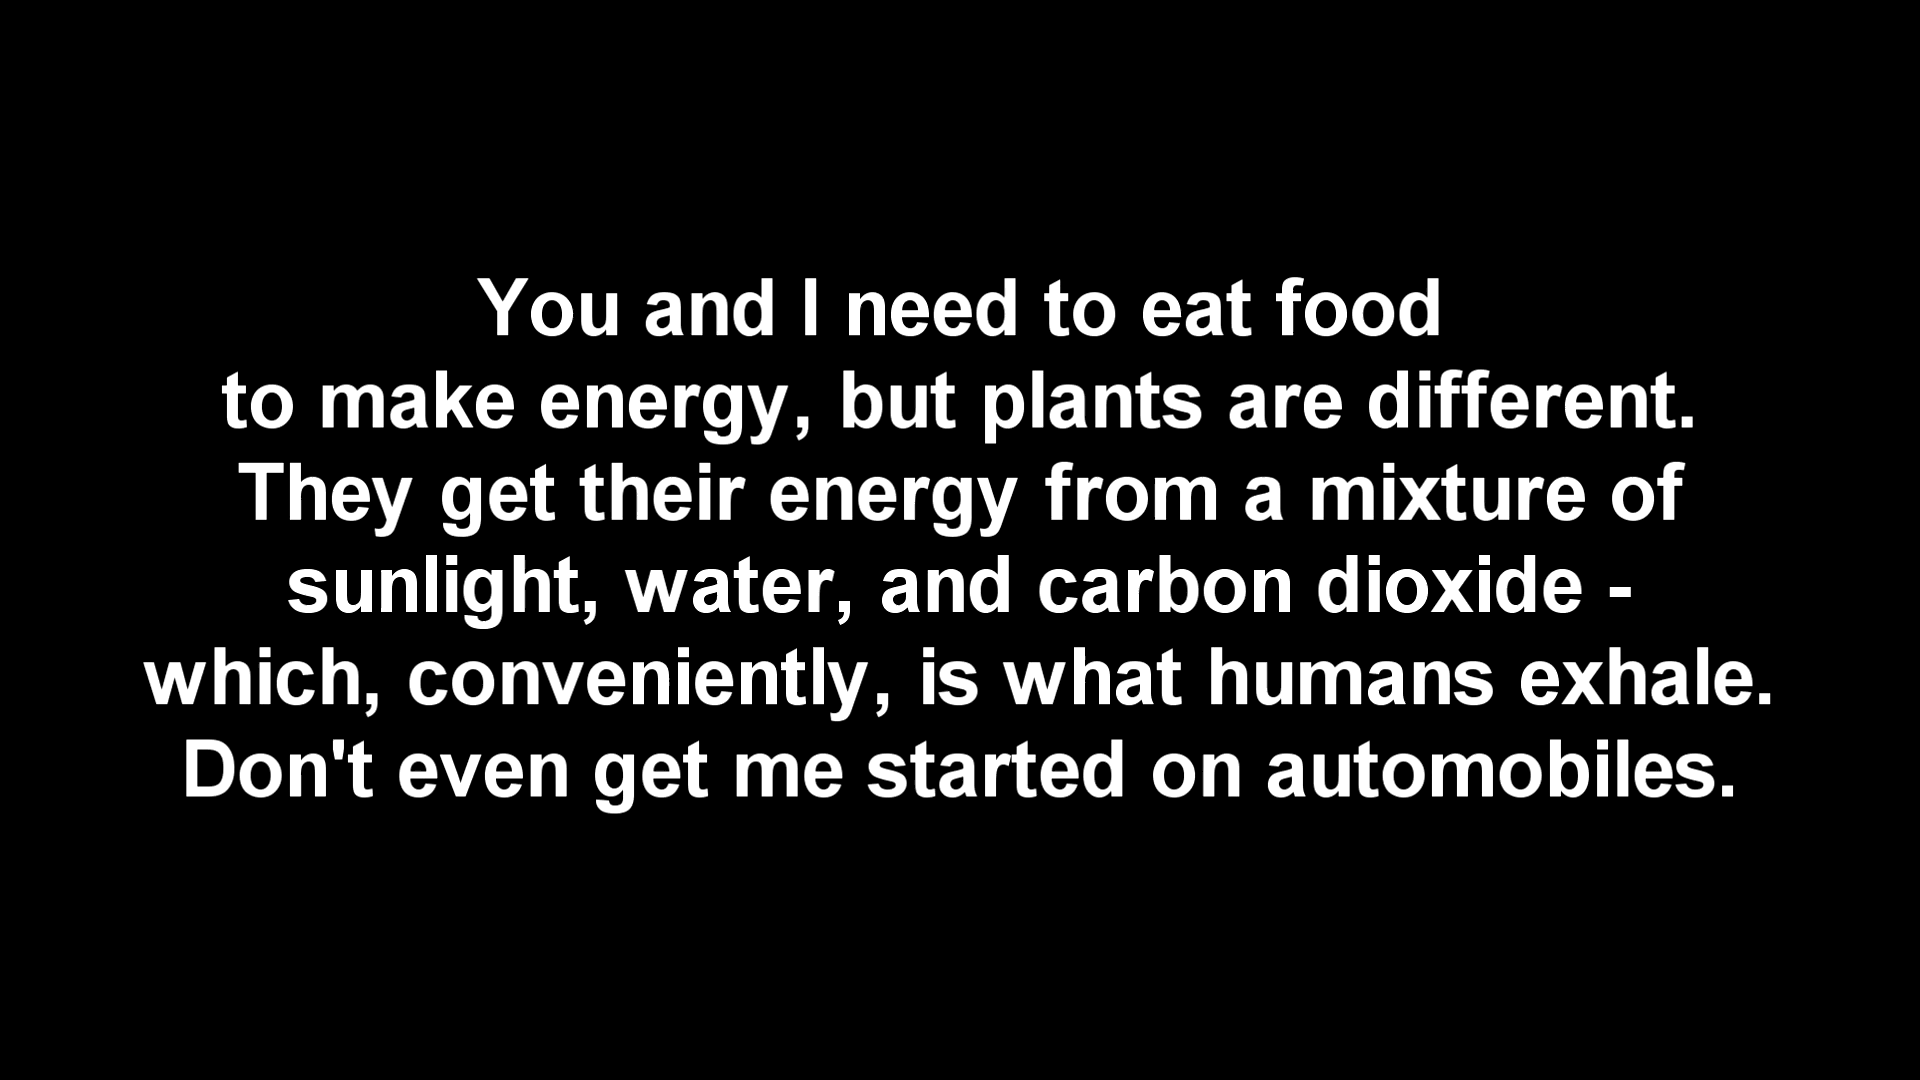 You and I need to eat food
to make energy, but plants are different.
They get their energy from a mixture of
sunlight, water, and carbon dioxide -
which, conveniently, is what humans exhale.
Don't even get me started on automobiles.